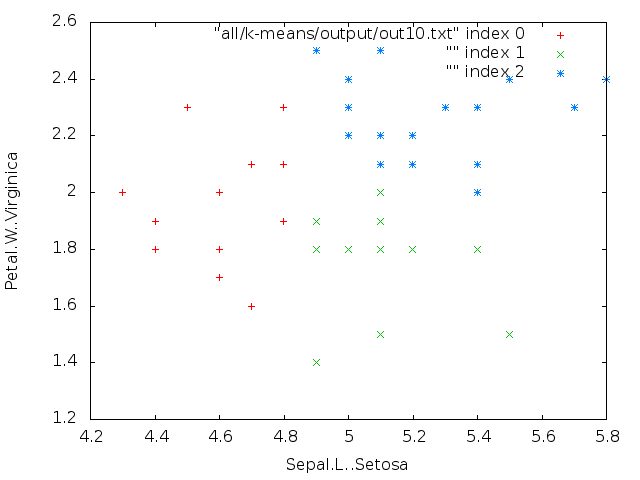 "all/k-means/output/out10.txt" index 0
"" index 1
"" index 2
2.6
2.4
2.2
2
1.8
1.6
1.4
1.2
Petal.W..Virginica
4.2 4.4 4.6 4.8 5 5.2 5.4 5.6 5.8
Sepal.L..Setosa